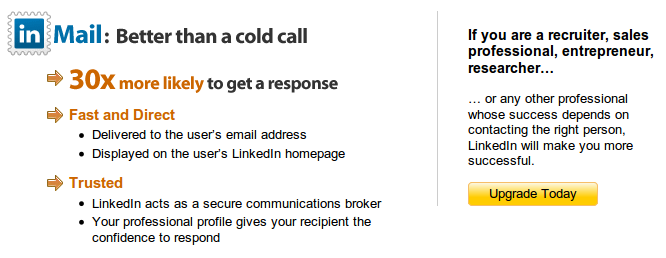 in Mail: Better than a cold call
30x more likely to get a response
Fast and Direct
• Delivered to the user's email address
• Displayed on the user's LinkedIn homepage
Trusted
• LinkedIn acts as a secure communications broker
• Your professional profile gives your recipient the
confidence to respond
If you are a recruiter, sales
professional, entrepreneur,
researcher…
… or any other professional
whose success depends on
contacting the right person,
LinkedIn will make you more
successful.
Upgrade Today